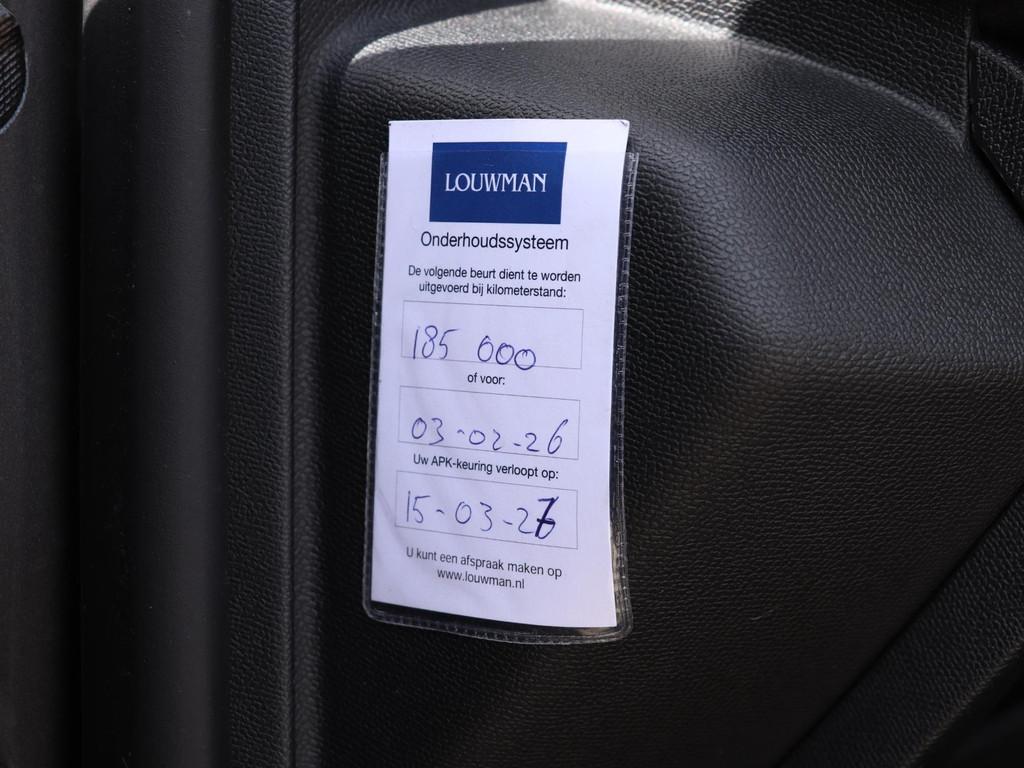 LOUWMAN
Onderhoudssysteem
De volgende beurt dient te worden
uitgevoerd bij kilometerstand:
185 000
of voor:
03-02-26
Uw APK-keuring verloopt op:
15-03-27
U kunt een afspraak maken op
www.louwman.nl